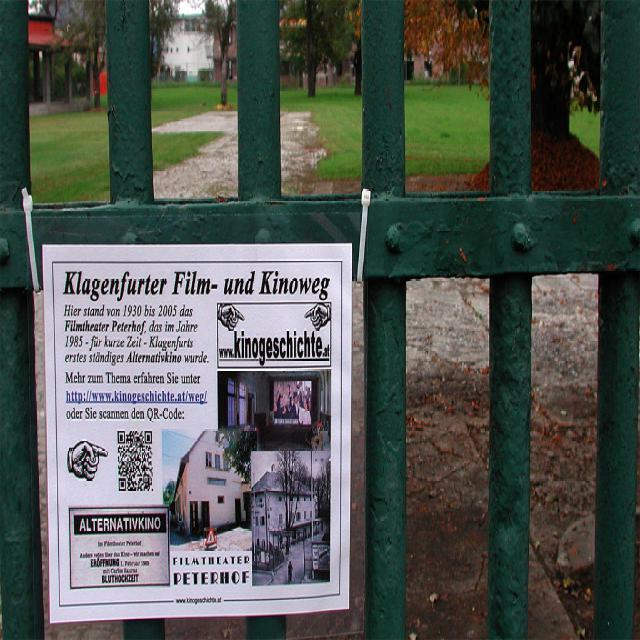 Klagenfurter Film- und Kinoweg
Hier stand von 1930 bis 2005 das
Filmtheater Peterhof, das im Jahre
1985 - für kurze Zeit - Klagenfurts
erstes ständiges Alternativkino wurde.
www.kinogeschichte.at
Mehr zum Thema erfahren Sie unter
http://www.kinogeschichte.at/weg/
oder Sie scannen den QR-Code:
ALTERNATIVKINO
im Filmtheater Peterhof
ERÖFFNUNG
BLUTHOCHZEIT
FILMTHEATER
PETERHOF
www.kinogeschichte.at